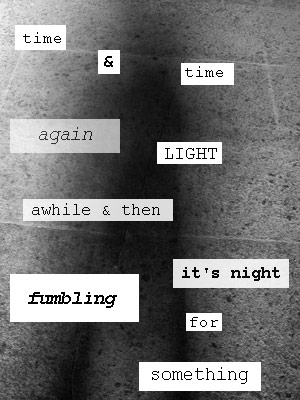 time
&
time
again
LIGHT
awhile & then
it's night
fumbling
for
something